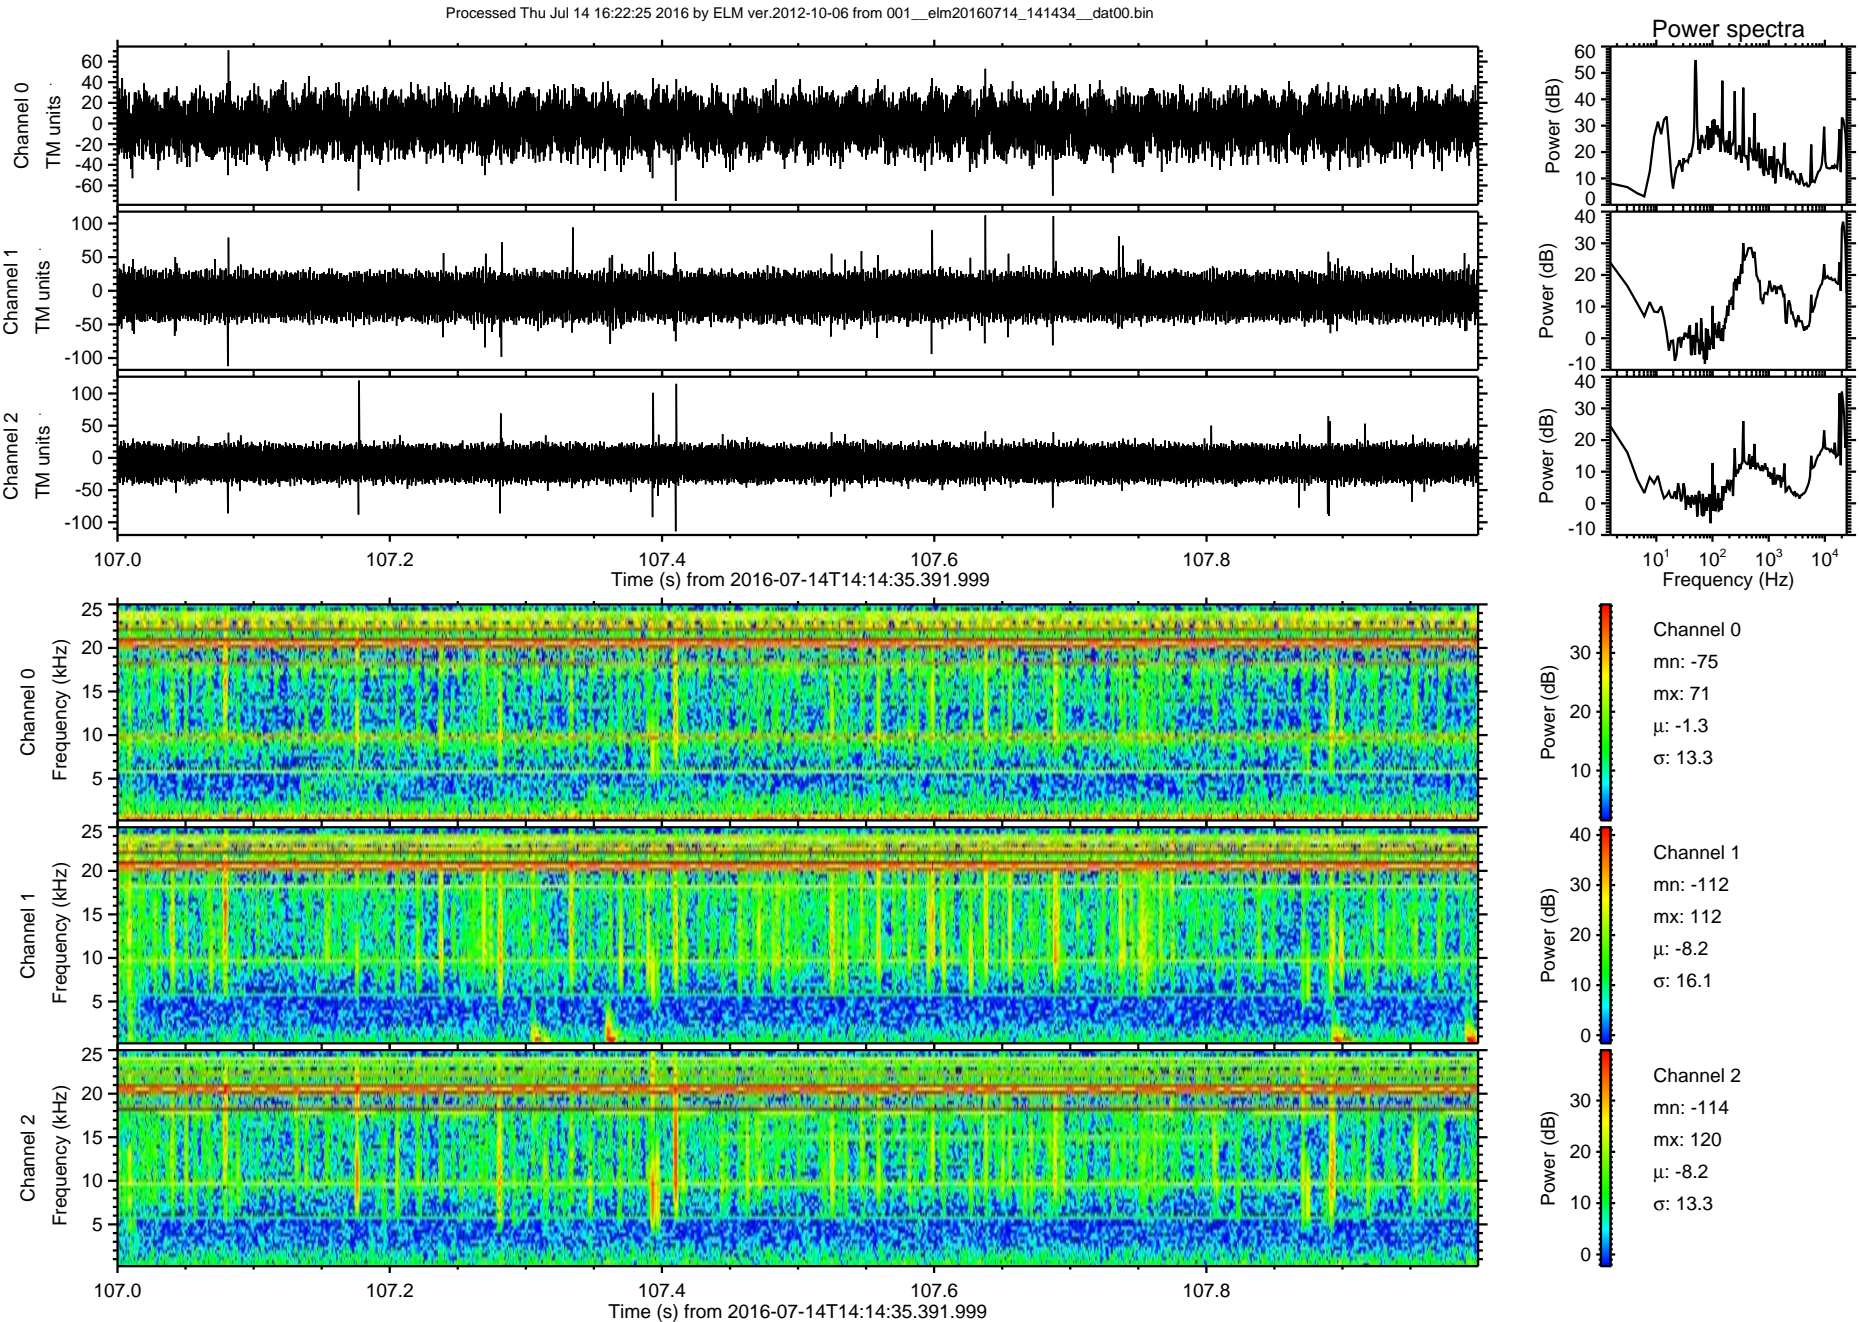 Processed Thu Jul 14 16:22:25 2016 by ELM ver.2012-10-06 from 001__elm20160714_141434__dat00.bin
Power spectra
Channel 0
TM units
60
40
20
0
-20
-40
-60
Power (dB)
60
50
40
30
20
10
0
Channel 1
TM units
100
50
0
-50
-100
Power (dB)
40
30
20
10
0
-10
Channel 2
TM units
100
50
0
-50
-100
Power (dB)
40
30
20
10
0
-10
107.0 107.2 107.4 107.6 107.8
Time (s) from 2016-07-14T14:14:35.391.999
10^1 10^2 10^3 10^4
Frequency (Hz)
Channel 0
Frequency (kHz)
25
20
15
10
5
Power (dB)
30
20
10
Channel 0
mn: -75
mx: 71
μ: -1.3
σ: 13.3
Channel 1
Frequency (kHz)
25
20
15
10
5
Power (dB)
40
30
20
10
0
Channel 1
mn: -112
mx: 112
μ: -8.2
σ: 16.1
Channel 2
Frequency (kHz)
25
20
15
10
5
Power (dB)
30
20
10
0
Channel 2
mn: -114
mx: 120
μ: -8.2
σ: 13.3
107.0 107.2 107.4 107.6 107.8
Time (s) from 2016-07-14T14:14:35.391.999